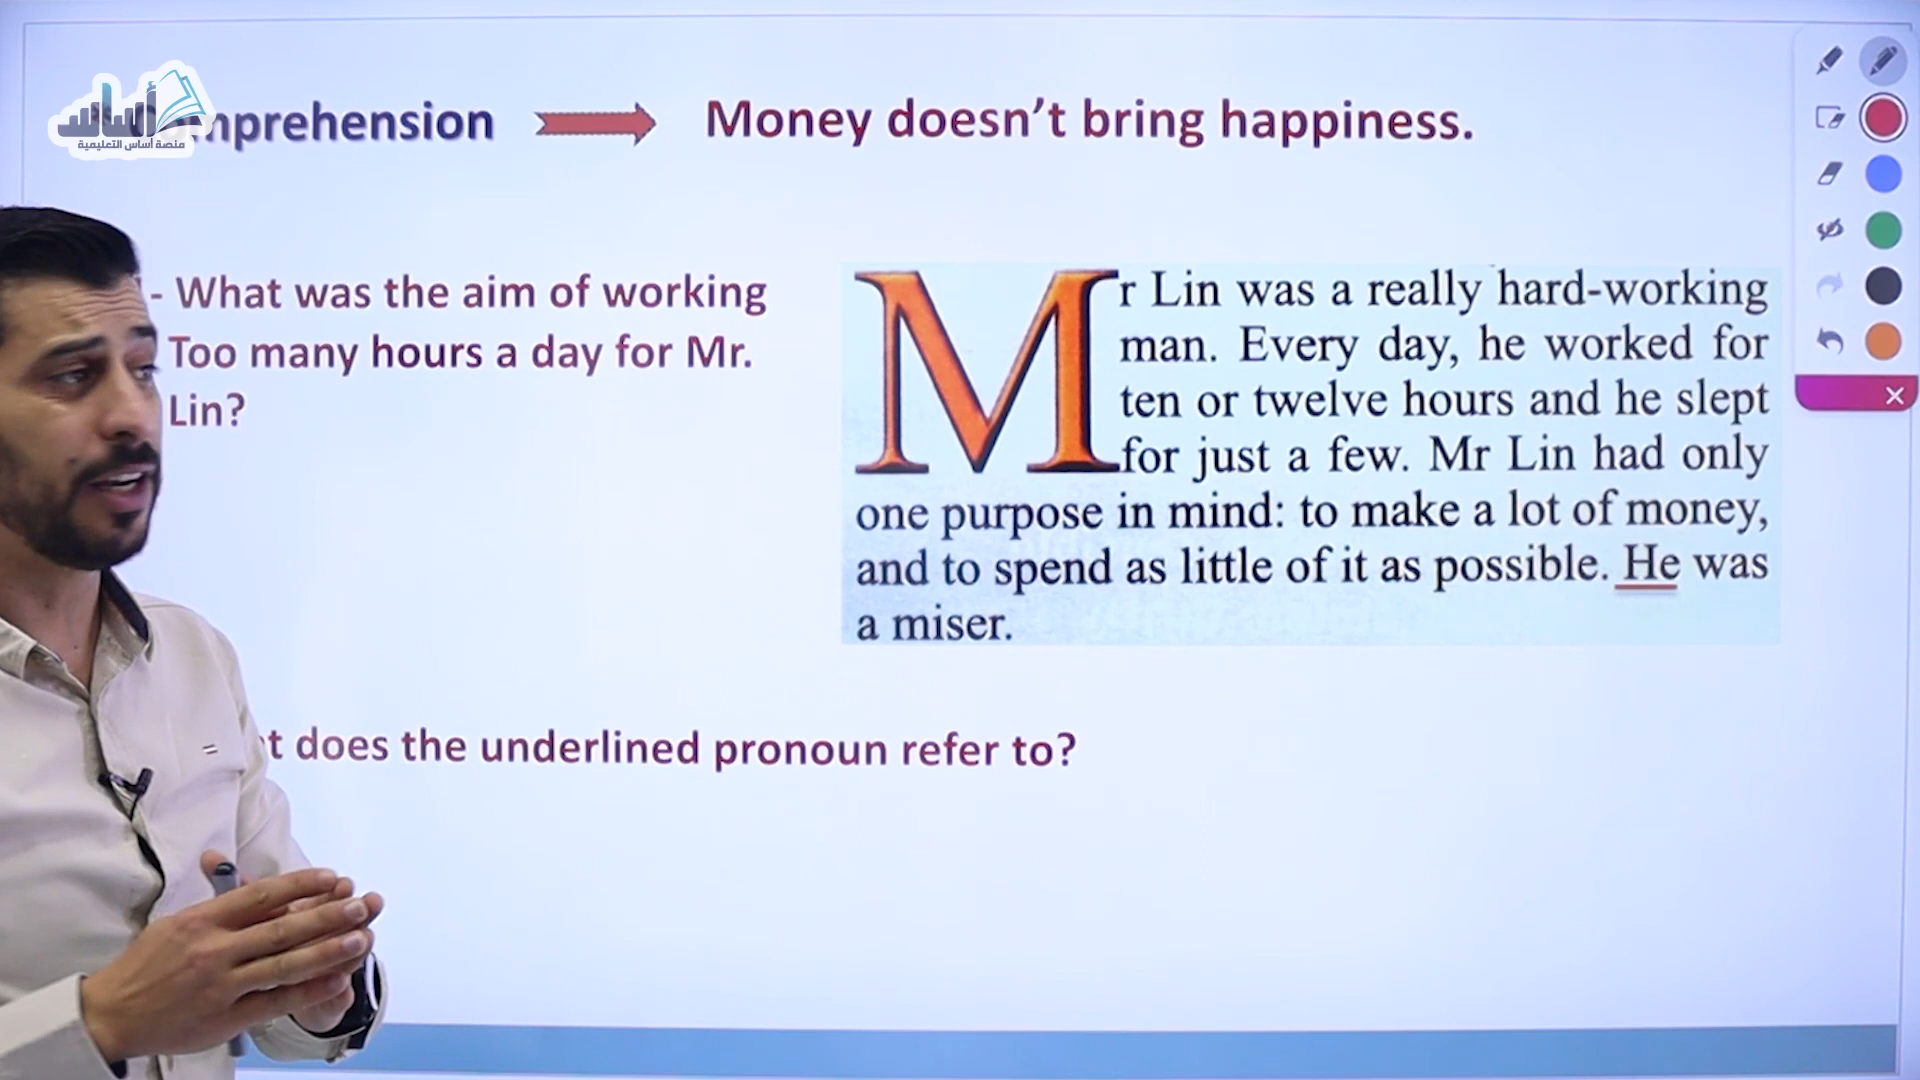 أساس
منصة أساس التعليمية
Money doesn't bring happiness.
- What was the aim of working
Too many hours a day for Mr.
Lin?
Mr Lin was a really hard-working
man. Every day, he worked for
ten or twelve hours and he slept
for just a few. Mr Lin had only
one purpose in mind: to make a lot of money,
and to spend as little of it as possible. He was
a miser.
does the underlined pronoun refer to?